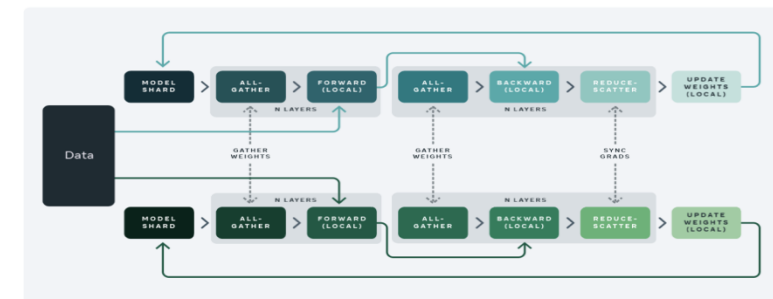 MODEL
SHARD
ALL-
GATHER
FORWARD
(LOCAL)
N LAYERS
ALL-
GATHER
BACKWARD
(LOCAL)
REDUCE-
SCATTER
N LAYERS
UPDATE
WEIGHTS
(LOCAL)
Data
GATHER
WEIGHTS
GATHER
WEIGHTS
SYNC
GRADS
N LAYERS
N LAYERS
MODEL
SHARD
ALL-
GATHER
FORWARD
(LOCAL)
ALL-
GATHER
BACKWARD
(LOCAL)
REDUCE-
SCATTER
UPDATE
WEIGHTS
(LOCAL)